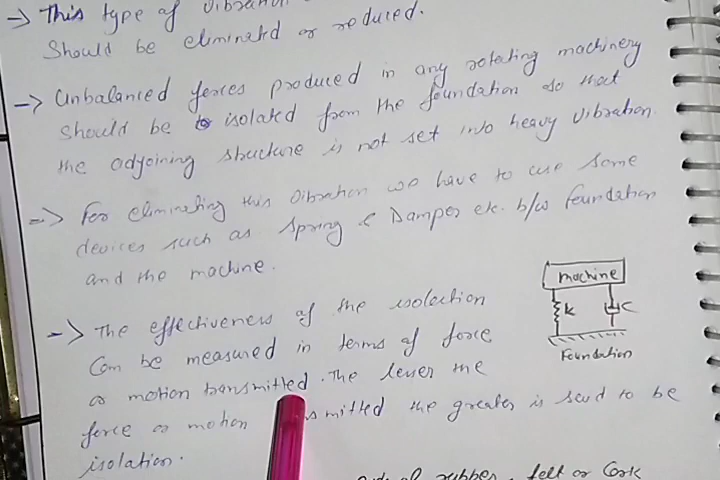 -> This type of vibration
should be eliminated or reduced.
-> Unbalanced forces produced in any rotating machinery
should be isolated from the foundation so that
the adjoining structure is not set into heavy vibration.
-> For eliminating this vibration we have to use some
devices such as spring & Damper etc. b/w foundation
and the machine.
machine
k
C
Foundation
-> The effectiveness of the isolation
can be measured in terms of force
or motion transmitted. The lesser the
force or motion smitted the greater is said to be
isolation.
rubber, felt or Cork